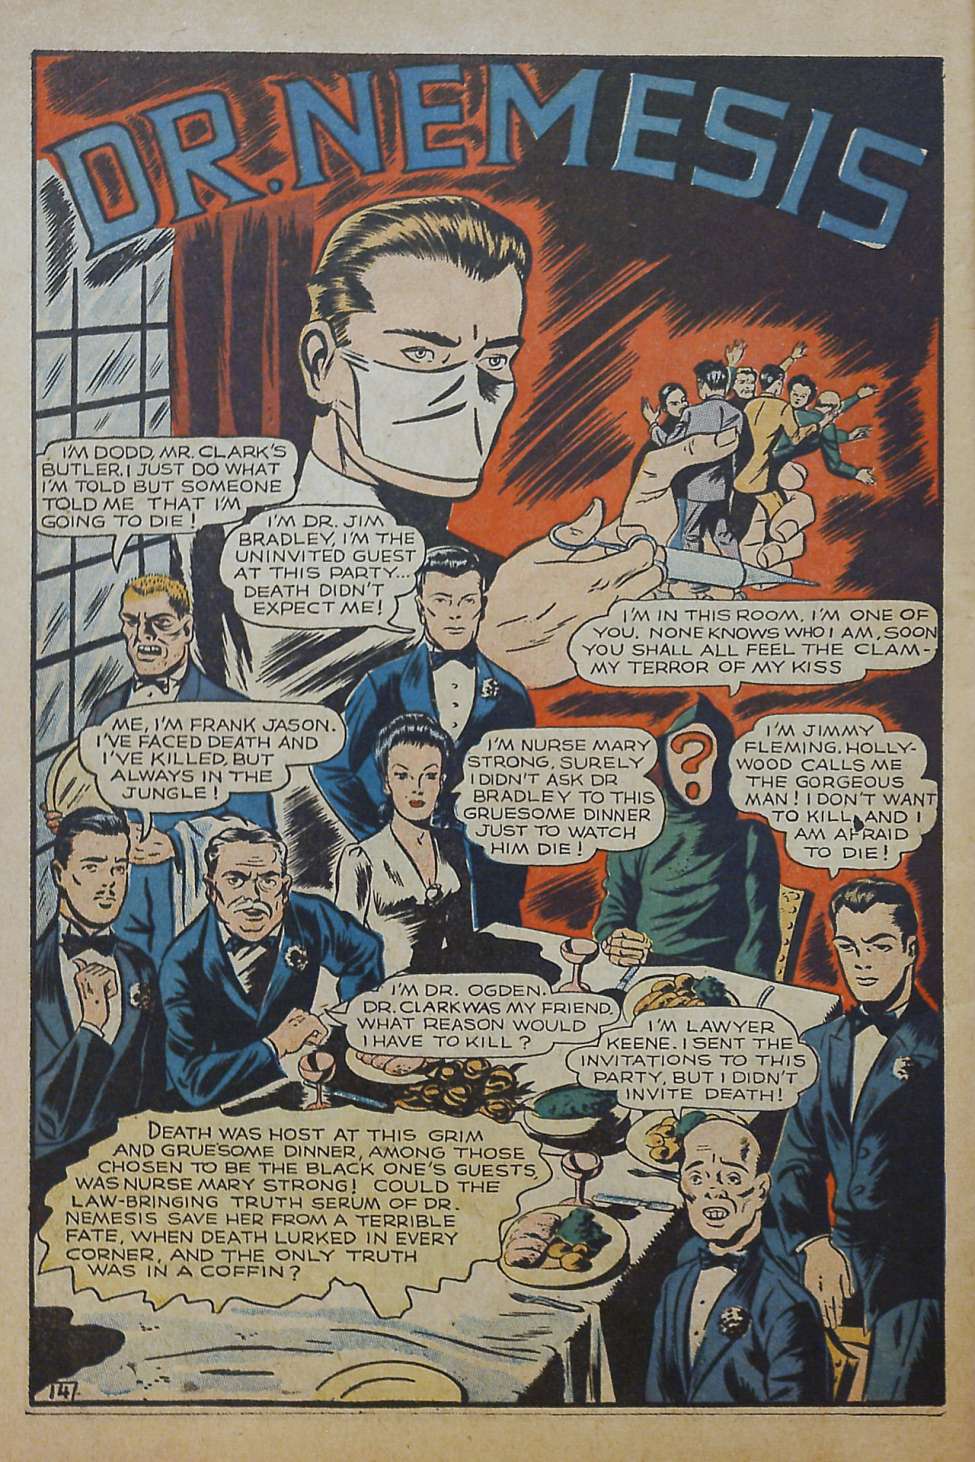 DR. NEMESIS
I'M DODD, MR. CLARK'S
BUTLER. I JUST DO WHAT
I'M TOLD BUT SOMEONE
TOLD ME THAT I'M
GOING TO DIE!
I'M DR. JIM
BRADLEY, I'M THE
UNINVITED GUEST
AT THIS PARTY...
DEATH DIDN'T
EXPECT ME!
I'M IN THIS ROOM. I'M ONE OF
YOU. NONE KNOWS WHO I AM, SOON
YOU SHALL ALL FEEL THE CLAM-
MY TERROR OF MY KISS
ME, I'M FRANK JASON.
I'VE FACED DEATH AND
I'VE KILLED, BUT
ALWAYS IN THE
JUNGLE!
I'M NURSE MARY
STRONG. SURELY
I DIDN'T ASK DR
BRADLEY TO THIS
GRUESOME DINNER
JUST TO WATCH
HIM DIE!
?
I'M JIMMY
FLEMING. HOLLY-
WOOD CALLS ME
THE GORGEOUS
MAN! I DON'T WANT
TO KILL, AND I
AM AFRAID
TO DIE!
I'M DR. OGDEN.
DR. CLARK WAS MY FRIEND.
WHAT REASON WOULD
I HAVE TO KILL?
I'M LAWYER
KEENE. I SENT THE
INVITATIONS TO THIS
PARTY, BUT I DIDN'T
INVITE DEATH!
DEATH WAS HOST AT THIS GRIM
AND GRUESOME DINNER, AMONG THOSE
CHOSEN TO BE THE BLACK ONE'S GUESTS,
WAS NURSE MARY STRONG! COULD THE
LAW-BRINGING TRUTH SERUM OF DR.
NEMESIS SAVE HER FROM A TERRIBLE
FATE, WHEN DEATH LURKED IN EVERY
CORNER, AND THE ONLY TRUTH
WAS IN A COFFIN?
147